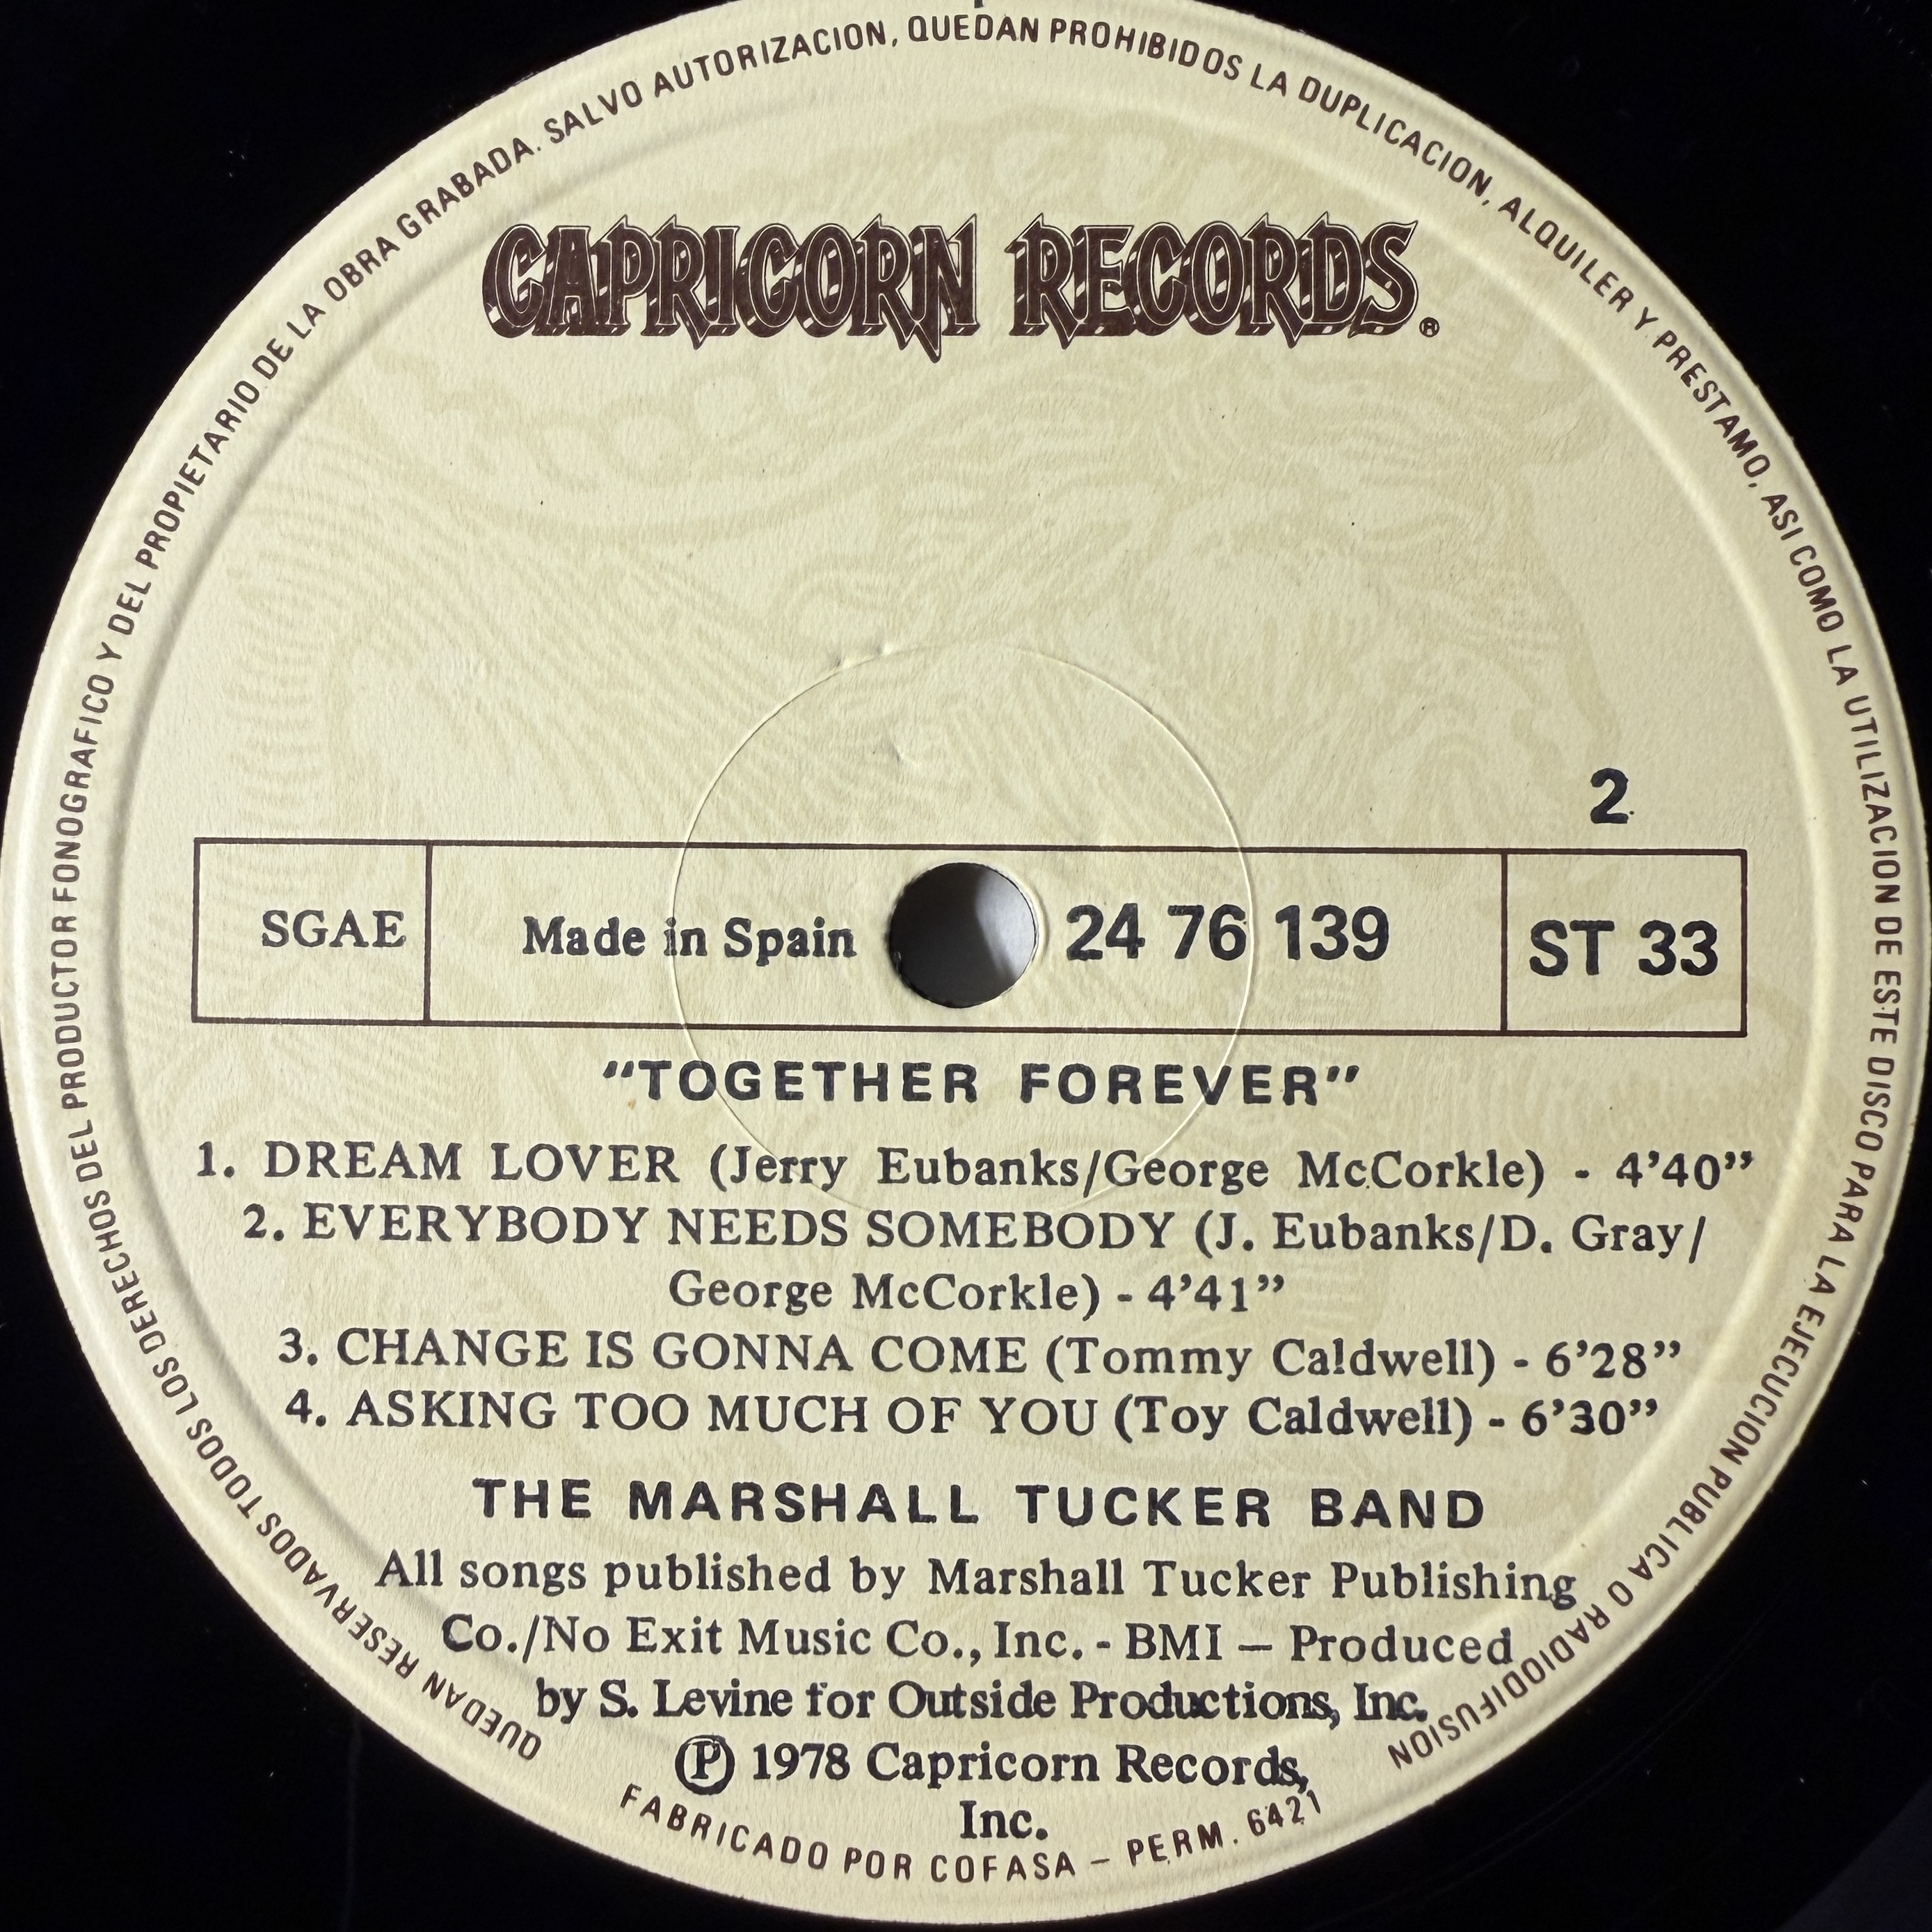 QUEDAN RESERVADOS TODOS LOS DERECHOS DEL PRODUCTOR FONOGRAFICO Y DEL PROPIETARIO DE LA OBRA GRABADA. SALVO AUTORIZACION, QUEDAN PROHIBIDOS LA DUPLICACION, ALQUILER Y PRESTAMO, ASI COMO LA UTILIZACION DE ESTE DISCO PARA LA EJECUCION PUBLICA O RADIODIFUSION
CAPRICORN RECORDS.®
2
SGAE
Made in Spain
24 76 139
ST 33
"TOGETHER FOREVER"
1. DREAM LOVER (Jerry Eubanks/George McCorkle) - 4'40"
2. EVERYBODY NEEDS SOMEBODY (J. Eubanks/D. Gray/
George McCorkle) - 4'41"
3. CHANGE IS GONNA COME (Tommy Caldwell) - 6'28"
4. ASKING TOO MUCH OF YOU (Toy Caldwell) - 6'30"
THE MARSHALL TUCKER BAND
All songs published by Marshall Tucker Publishing
Co./No Exit Music Co., Inc. - BMI — Produced
by S. Levine for Outside Productions, Inc.
Ⓟ 1978 Capricorn Records,
Inc.
FABRICADO POR COFASA – PERM. 6421